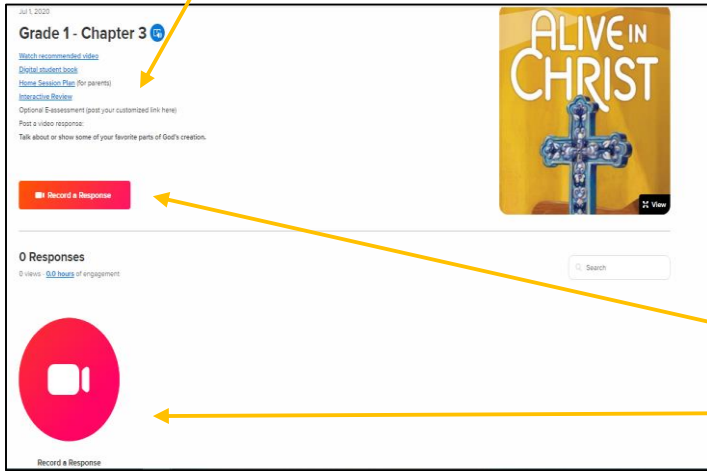 Jul 1, 2020
Grade 1 - Chapter 3
Watch recommended video
Digital student book
Home Session Plan (for parents)
Interactive Review
Optional E-assessment (post your customized link here)
Post a video response:
Talk about or show some of your favorite parts of God's creation.
Record a Response
ALIVE IN
CHRIST
View
0 Responses
0 views · 0.0 hours of engagement
Search
Record a Response